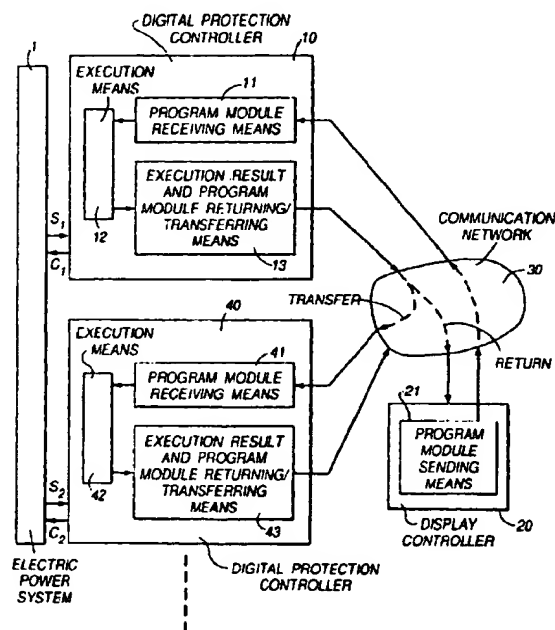 DIGITAL PROTECTION
CONTROLLER
1
10
EXECUTION
MEANS
11
PROGRAM MODULE
RECEIVING MEANS
EXECUTION RESULT
AND PROGRAM
MODULE RETURNING/
TRANSFERRING
MEANS
12
13
S1
C1
COMMUNICATION
NETWORK
30
TRANSFER
RETURN
40
EXECUTION
MEANS
41
PROGRAM MODULE
RECEIVING MEANS
EXECUTION RESULT
AND PROGRAM
MODULE RETURNING/
TRANSFERRING
MEANS
42
43
S2
C2
21
PROGRAM
MODULE
SENDING
MEANS
DISPLAY
CONTROLLER
20
ELECTRIC
POWER
SYSTEM
DIGITAL PROTECTION
CONTROLLER